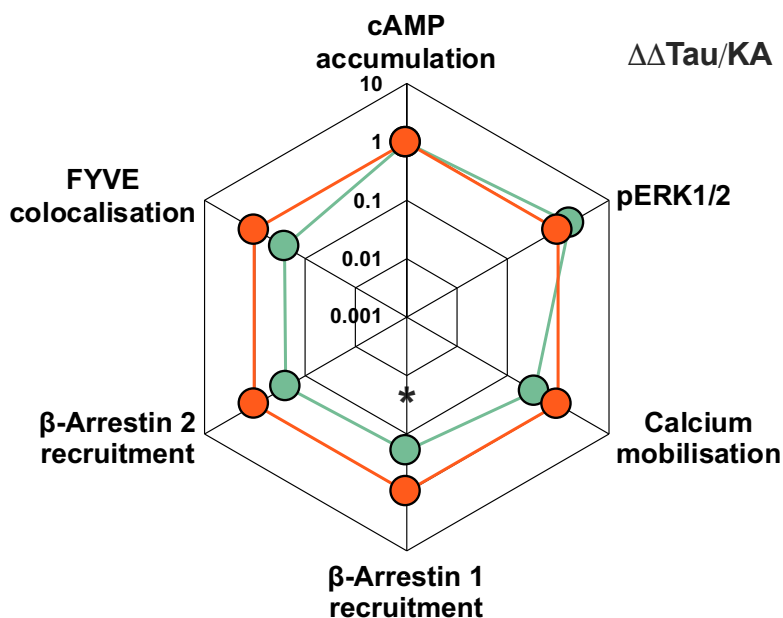 cAMP
accumulation
ΔΔTau/KA
10
1
FYVE
colocalisation
pERK1/2
0.1
0.01
0.001
*
β-Arrestin 2
recruitment
Calcium
mobilisation
β-Arrestin 1
recruitment